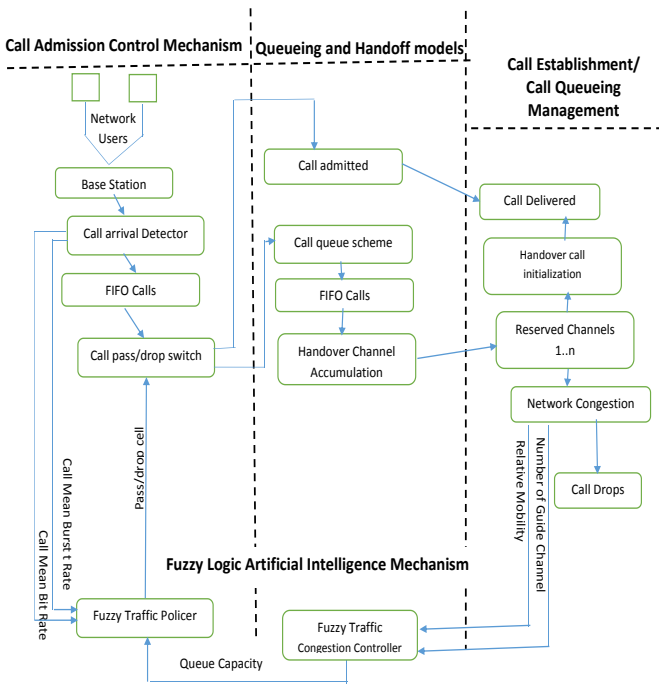 Call Admission Control Mechanism
Queueing and Handoff models
Call Establishment/
Call Queueing
Management
Network
Users
Base Station
Call arrival Detector
FIFO Calls
Call pass/drop switch
Call admitted
Call queue scheme
FIFO Calls
Handover Channel
Accumulation
Call Delivered
Handover call
initialization
Reserved Channels
1..n
Network Congestion
Call Drops
Pass/drop cell
Call Mean Burst t Rate
Call Mean Bit Rate
Number of Guide Channel
Relative Mobility
Fuzzy Logic Artificial Intelligence Mechanism
Fuzzy Traffic Policer
Fuzzy Traffic
Congestion Controller
Queue Capacity